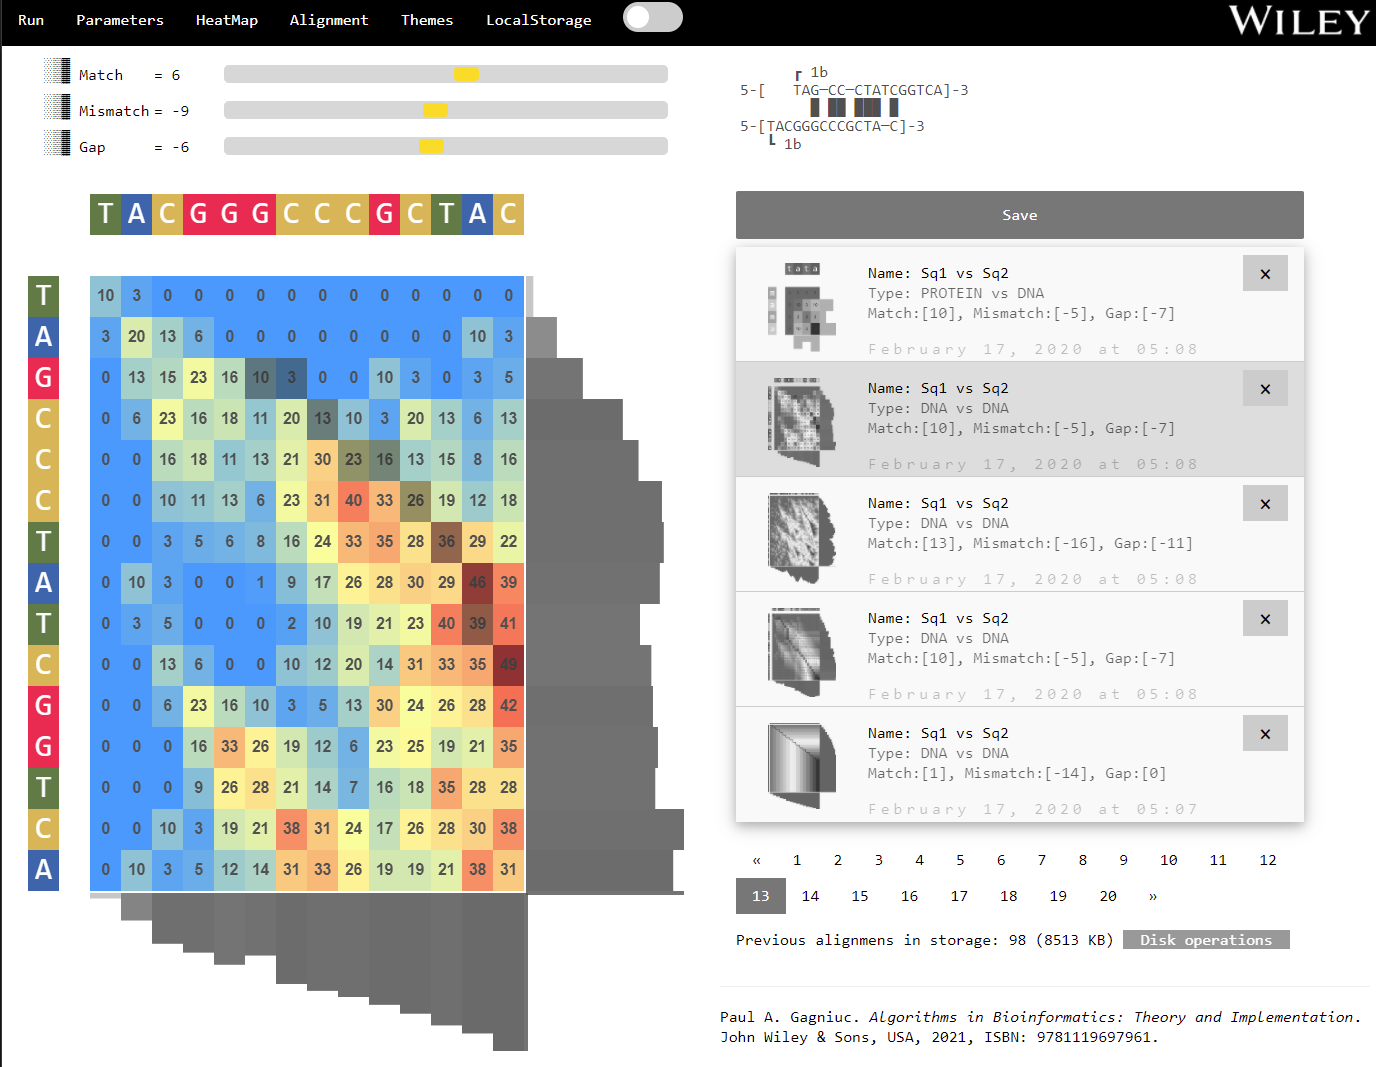 Run Parameters HeatMap Alignment Themes LocalStorage WILEY
Match = 6
Mismatch = -9
Gap = -6
┏ 1b
5-[   TAG─CC─CTATCGGTCA]-3
█ ██ ███ █
5-[TACGGGCCCGCTA─C]-3
┗ 1b
T A C G G G C C C G C T A C
T 10 3 0 0 0 0 0 0 0 0 0 0 0 0
A 3 20 13 6 0 0 0 0 0 0 0 0 10 3
G 0 13 15 23 16 10 3 0 0 10 3 0 3 5
C 0 6 23 16 18 11 20 13 10 3 20 13 6 13
C 0 0 16 18 11 13 21 30 23 16 13 15 8 16
C 0 0 10 11 13 6 23 31 40 33 26 19 12 18
T 0 0 3 5 6 8 16 24 33 35 28 36 29 22
A 0 10 3 0 0 1 9 17 26 28 30 29 46 39
T 0 3 5 0 0 0 2 10 19 21 23 40 39 41
C 0 0 13 6 0 0 10 12 20 14 31 33 35 49
G 0 0 6 23 16 10 3 5 13 30 24 26 28 42
G 0 0 0 16 33 26 19 12 6 23 25 19 21 35
T 0 0 0 9 26 28 21 14 7 16 18 35 28 28
C 0 0 10 3 19 21 38 31 24 17 26 28 30 38
A 0 10 3 5 12 14 31 33 26 19 19 21 38 31
Save
tata
Name: Sq1 vs Sq2 ×
Type: PROTEIN vs DNA
Match:[10], Mismatch:[-5], Gap:[-7]
February 17, 2020 at 05:08
Name: Sq1 vs Sq2 ×
Type: DNA vs DNA
Match:[10], Mismatch:[-5], Gap:[-7]
February 17, 2020 at 05:08
Name: Sq1 vs Sq2 ×
Type: DNA vs DNA
Match:[13], Mismatch:[-16], Gap:[-11]
February 17, 2020 at 05:08
Name: Sq1 vs Sq2 ×
Type: DNA vs DNA
Match:[10], Mismatch:[-5], Gap:[-7]
February 17, 2020 at 05:08
Name: Sq1 vs Sq2 ×
Type: DNA vs DNA
Match:[1], Mismatch:[-14], Gap:[0]
February 17, 2020 at 05:07
« 1 2 3 4 5 6 7 8 9 10 11 12
13 14 15 16 17 18 19 20 »
Previous alignmens in storage: 98 (8513 KB) Disk operations
Paul A. Gagniuc. Algorithms in Bioinformatics: Theory and Implementation.
John Wiley & Sons, USA, 2021, ISBN: 9781119697961.